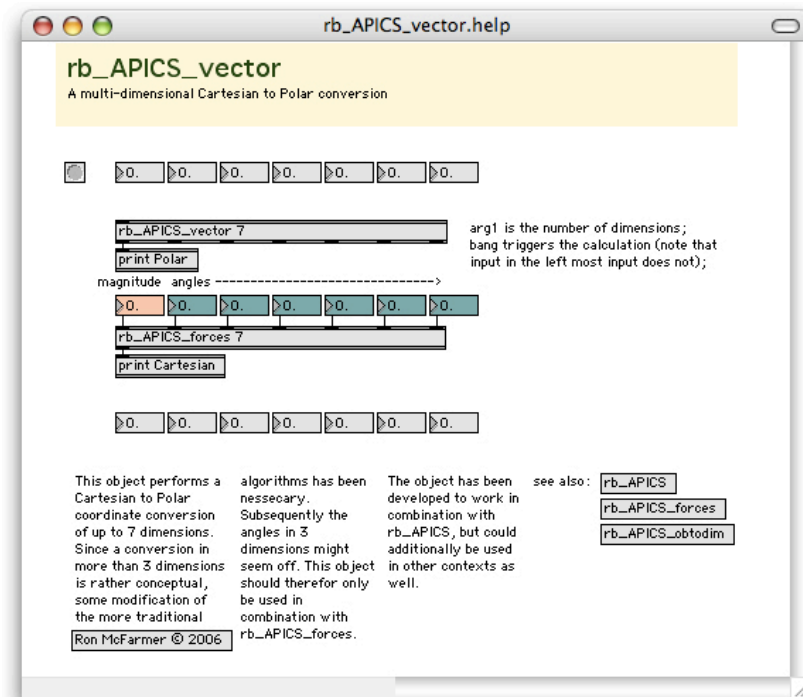 rb_APICS_vector.help
rb_APICS_vector
A multi-dimensional Cartesian to Polar conversion
0. 0. 0. 0. 0. 0. 0.
rb_APICS_vector 7
arg1 is the number of dimensions;
bang triggers the calculation (note that
input in the left most input does not);
print Polar
magnitude angles -------------------------------->
0. 0. 0. 0. 0. 0. 0.
rb_APICS_forces 7
print Cartesian
0. 0. 0. 0. 0. 0. 0.
This object performs a
Cartesian to Polar
coordinate conversion
of up to 7 dimensions.
Since a conversion in
more than 3 dimensions
is rather conceptual,
some modification of
the more traditional
algorithms has been
nessecary.
Subsequently the
angles in 3
dimensions might
seem off. This object
should therefor only
be used in
combination with
rb_APICS_forces.
The object has been
developed to work in
combination with
rb_APICS, but could
additionally be used
in other contexts as
well.
see also:
rb_APICS
rb_APICS_forces
rb_APICS_obtodim
Ron McFarmer © 2006